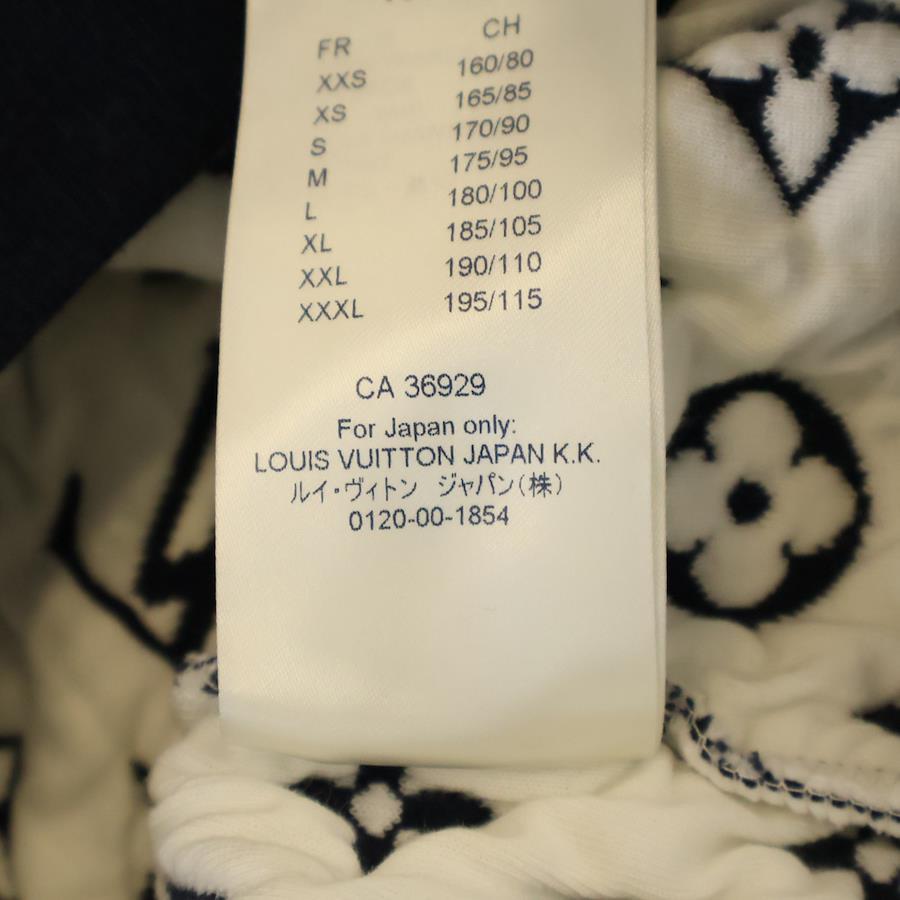 FR CH
XXS 160/80
XS 165/85
S 170/90
M 175/95
L 180/100
XL 185/105
XXL 190/110
XXXL 195/115
CA 36929
For Japan only:
LOUIS VUITTON JAPAN K.K.
ルイ・ヴィトン ジャパン(株)
0120-00-1854